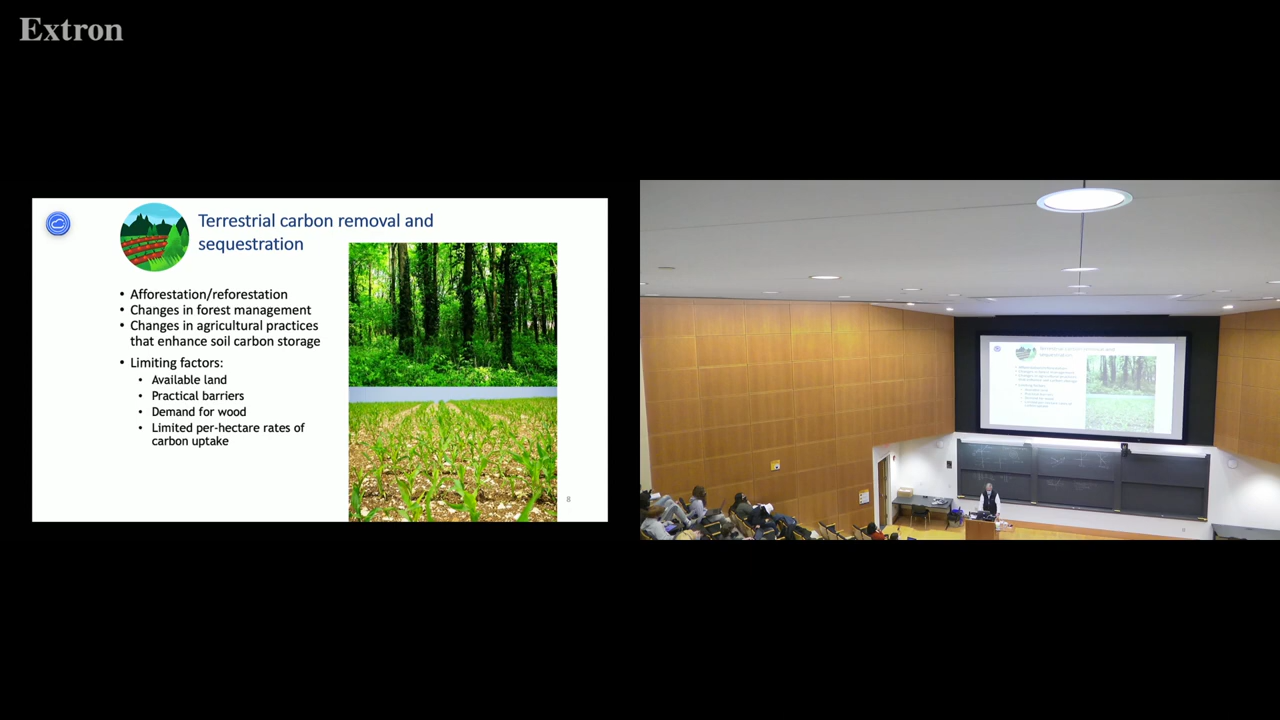 Extron
Terrestrial carbon removal and
sequestration
• Afforestation/reforestation
• Changes in forest management
• Changes in agricultural practices
that enhance soil carbon storage
• Limiting factors:
• Available land
• Practical barriers
• Demand for wood
• Limited per-hectare rates of
carbon uptake
8